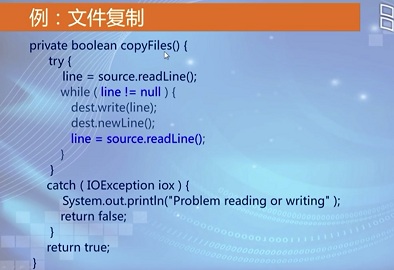 例：文件复制
private boolean copyFiles() {
try {
line = source.readLine();
while ( line != null ) {
dest.write(line);
dest.newLine();
line = source.readLine();
}
}
catch ( IOException iox ) {
System.out.println("Problem reading or writing" );
return false;
}
return true;
}